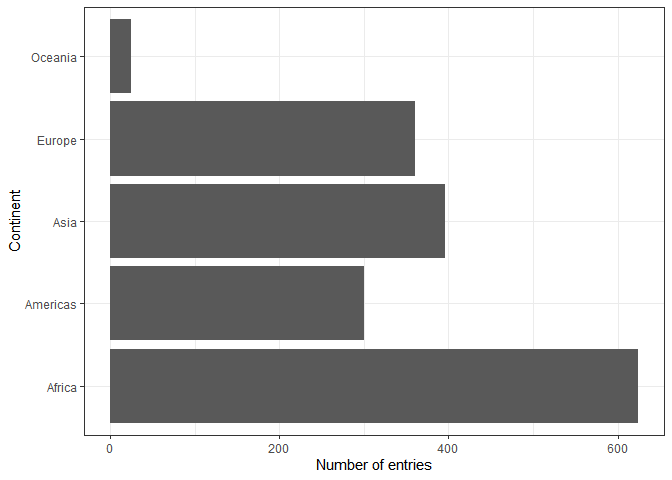 Oceania
Europe
Asia
Americas
Africa
Continent
0 200 400 600
Number of entries